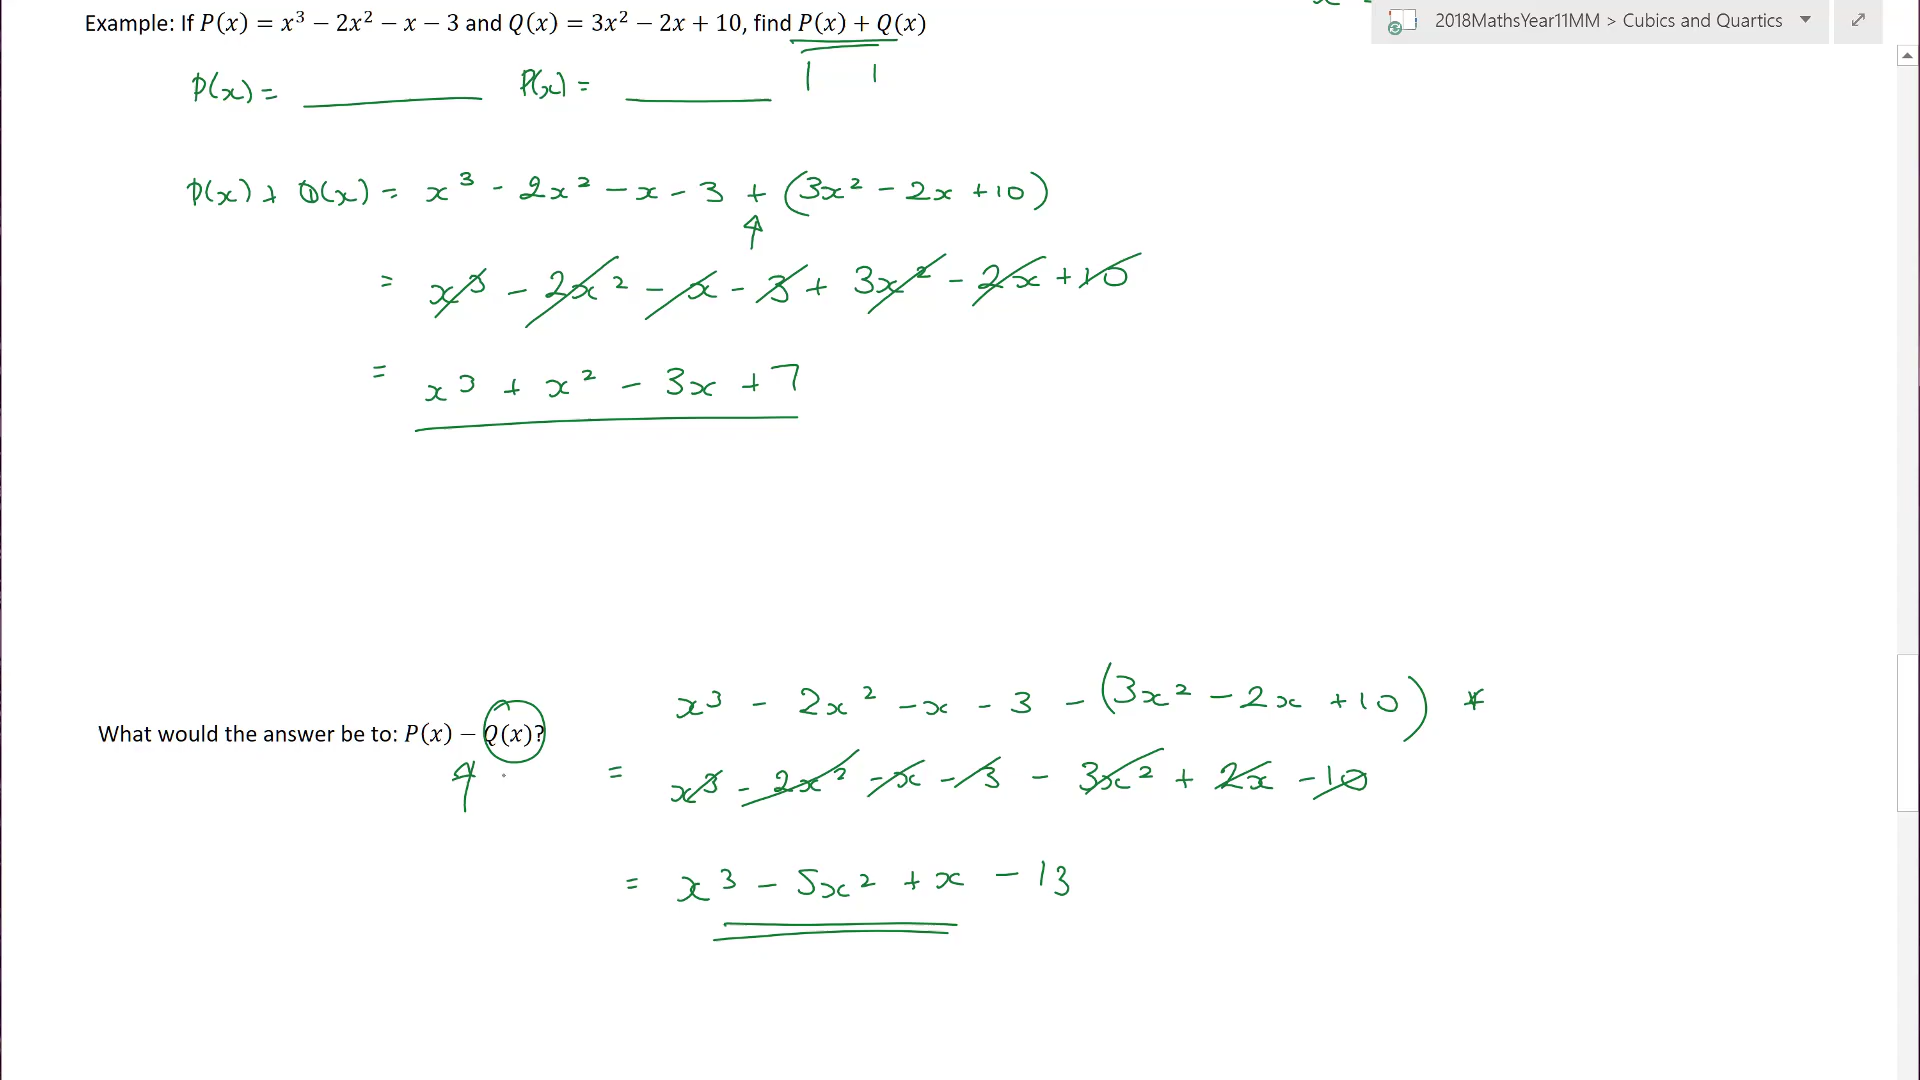 2018MathsYear11MM > Cubics and Quartics
Example: If P(x) = x³ − 2x² − x − 3 and Q(x) = 3x² − 2x + 10, find P(x) + Q(x)
P(x) = P(x) =
P(x) + Q(x) = x³ - 2x² - x - 3 + (3x² - 2x + 10)
= x³ - 2x² - x - 3 + 3x² - 2x + 10
= x³ + x² - 3x + 7
x³ - 2x² - x - 3 - (3x² - 2x + 10) *
What would the answer be to: P(x) − Q(x)?
= x³ - 2x² - x - 3 - 3x² + 2x - 10
= x³ - 5x² + x - 13